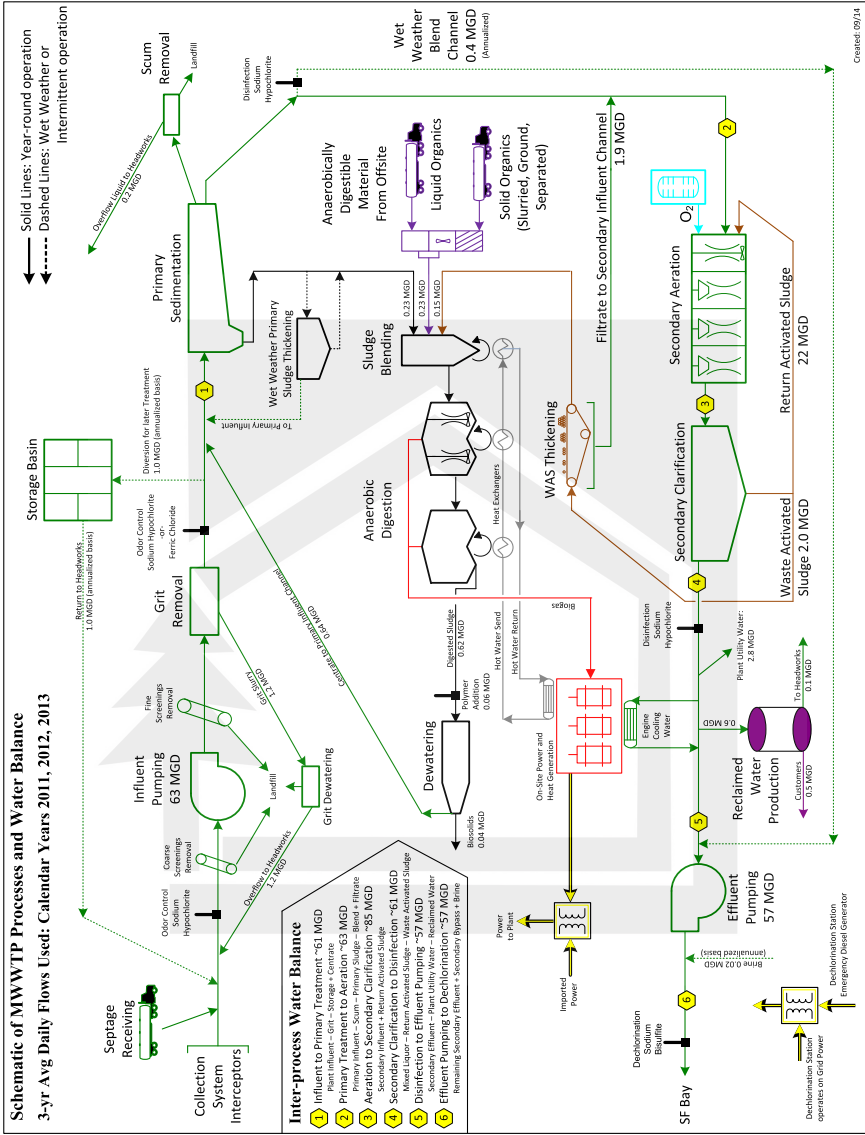 Schematic of MWWTP Processes and Water Balance
3-yr Avg Daily Flows Used: Calendar Years 2011, 2012, 2013
Solid Lines: Year-round operation
Dashed Lines: Wet Weather or
Intermittent operation
Septage
Receiving
Collection
System
Interceptors
Odor Control
Sodium
Hypochlorite
Coarse
Screenings
Removal
Influent
Pumping
63 MGD
Fine
Screenings
Removal
Landfill
Grit Dewatering
Overflow to Headworks
1.2 MGD
Grit Slurry
1.2 MGD
Grit
Removal
Odor Control
Sodium Hypochlorite
-or-
Ferric Chloride
Storage Basin
Return to Headworks
1.0 MGD (annualized basis)
Diversion for later Treatment
1.0 MGD (annualized basis)
1
Primary
Sedimentation
Scum
Removal
Landfill
Overflow Liquid to Headworks
0.2 MGD
Disinfection
Sodium
Hypochlorite
Wet
Weather
Blend
Channel
0.4 MGD
(Annualized)
To Primary Influent
Wet Weather Primary
Sludge Thickening
Centrate to Primary Influent Channel
0.64 MGD
Anaerobically
Digestible
Material
From Offsite
Liquid Organics
Solid Organics
(Slurried, Ground,
Separated)
0.23 MGD
0.23 MGD
0.15 MGD
Sludge
Blending
Anaerobic
Digestion
Heat Exchangers
Digested Sludge
0.62 MGD
Polymer
Addition
0.06 MGD
Dewatering
Biosolids
0.04 MGD
Hot Water Send
Hot Water Return
Biogas
WAS Thickening
Filtrate to Secondary Influent Channel
1.9 MGD
On-Site Power and
Heat Generation
Engine
Cooling
Water
Power
to Plant
Imported
Power
2
O2
Secondary Aeration
Return Activated Sludge
22 MGD
3
Secondary Clarification
Waste Activated
Sludge 2.0 MGD
4
Disinfection
Sodium
Hypochlorite
Plant Utility Water:
2.8 MGD
0.6 MGD
To Headworks
0.1 MGD
Reclaimed
Water
Production
Customers
0.5 MGD
5
Effluent
Pumping
57 MGD
Brine 0.02 MGD
(annualized basis)
6
Dechlorination
Sodium
Bisulfite
SF Bay
Dechlorination Station
operates on Grid Power
Dechlorination Station
Emergency Diesel Generator
Inter-process Water Balance
1 Influent to Primary Treatment ~61 MGD
Plant Influent – Grit – Storage + Centrate
2 Primary Treatment to Aeration ~63 MGD
Primary Influent – Scum – Primary Sludge – Blend + Filtrate
3 Aeration to Secondary Clarification ~85 MGD
Secondary Influent + Return Activated Sludge
4 Secondary Clarification to Disinfection ~61 MGD
Mixed Liquor – Return Activated Sludge – Waste Activated Sludge
5 Disinfection to Effluent Pumping ~57 MGD
Secondary Effluent – Plant Utility Water – Reclaimed Water
6 Effluent Pumping to Dechlorination ~57 MGD
Remaining Secondary Effluent + Secondary Bypass + Brine
Created: 09/14